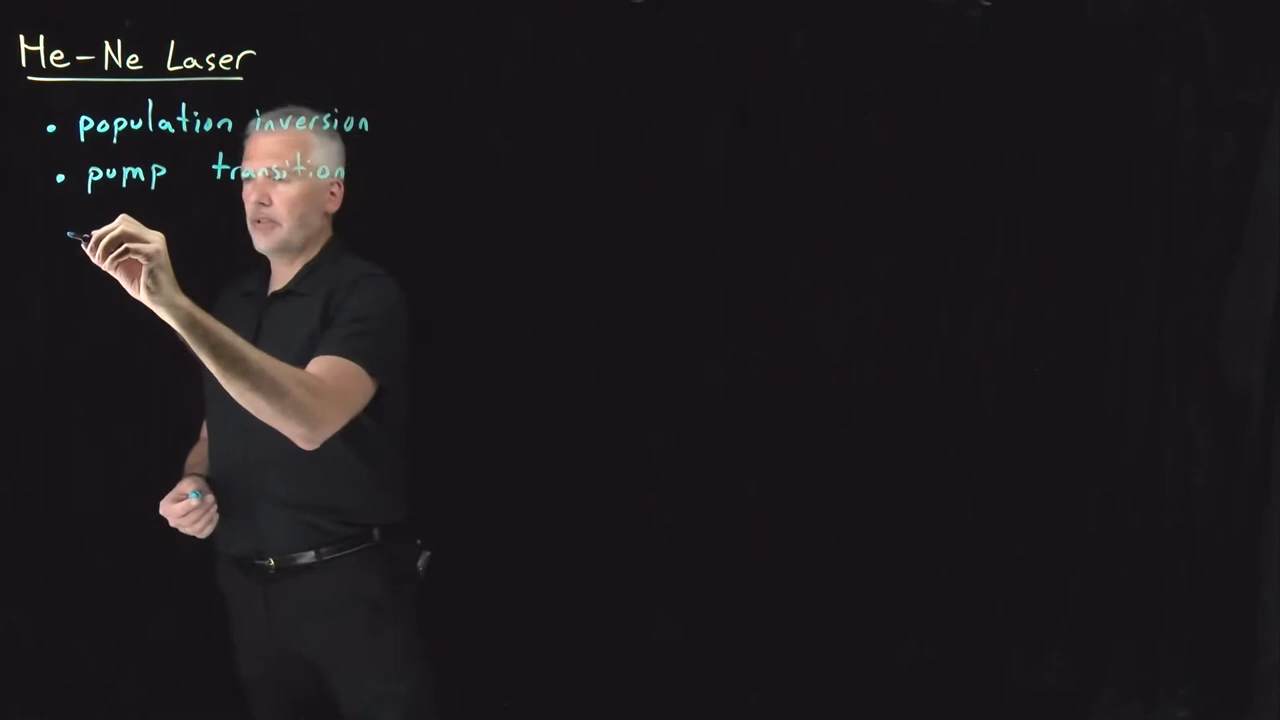 He-Ne Laser
• population inversion
• pump transition